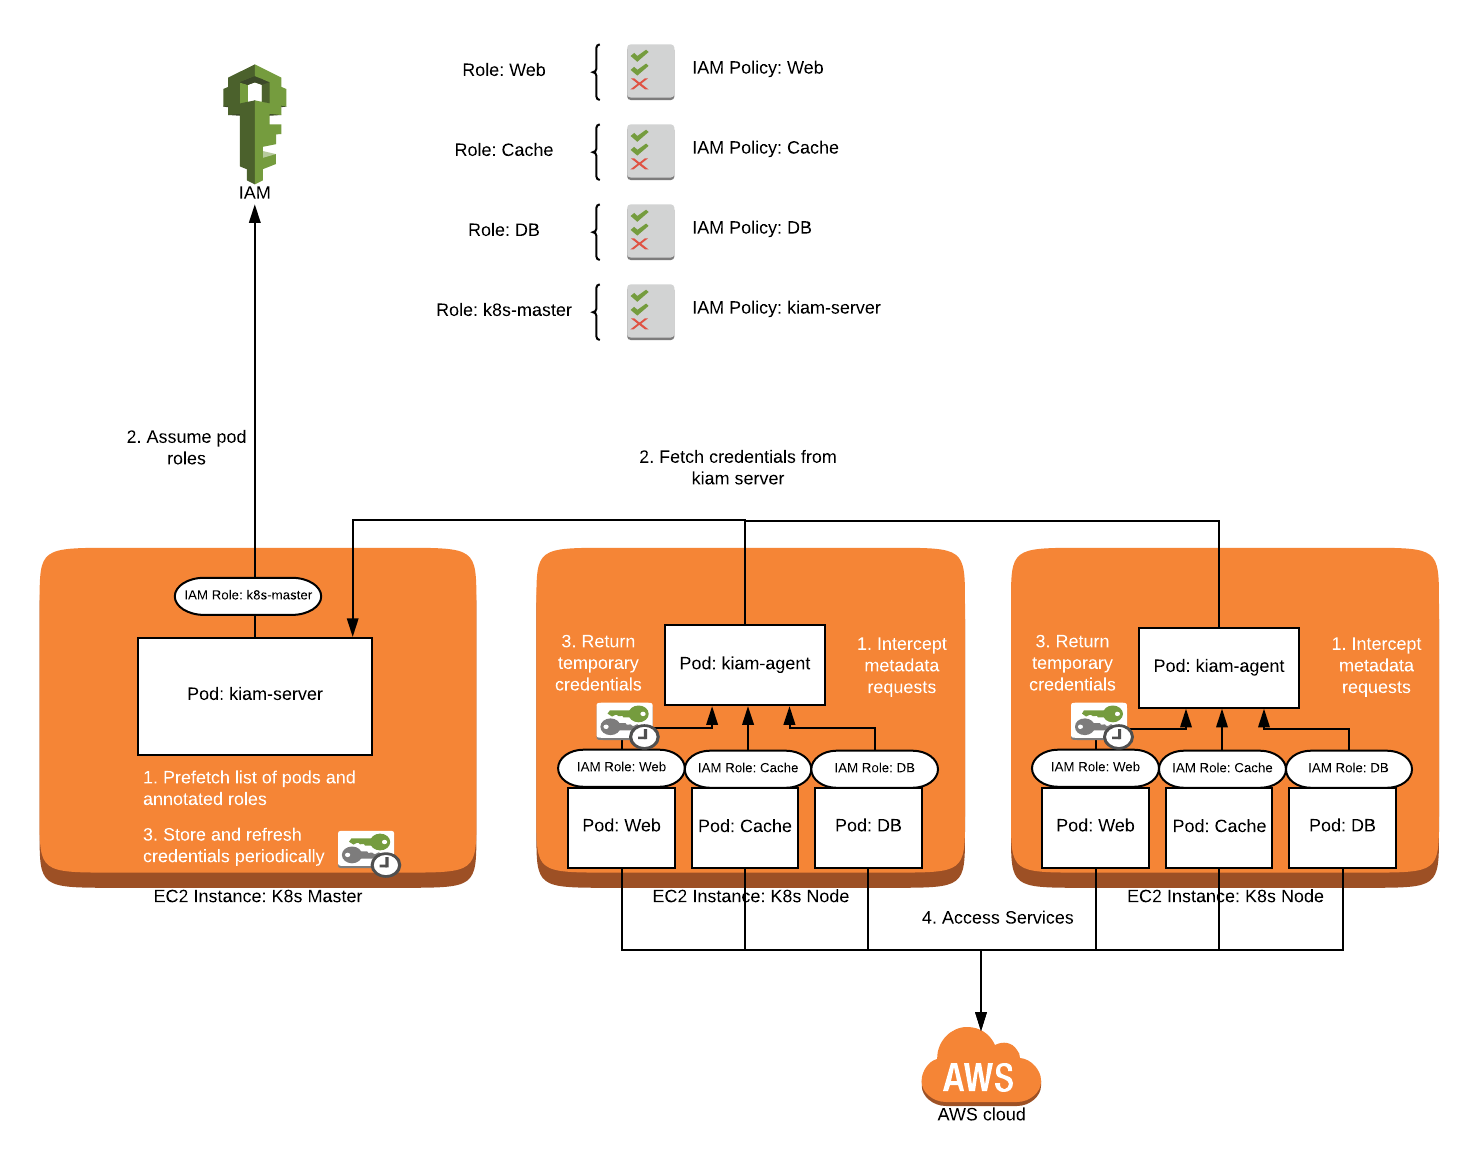 Role: Web
IAM Policy: Web
Role: Cache
IAM Policy: Cache
IAM
Role: DB
IAM Policy: DB
Role: k8s-master
IAM Policy: kiam-server
2. Assume pod
roles
2. Fetch credentials from
kiam server
IAM Role: k8s-master
Pod: kiam-server
1. Prefetch list of pods and
annotated roles
3. Store and refresh
credentials periodically
EC2 Instance: K8s Master
3. Return
temporary
credentials
Pod: kiam-agent
1. Intercept
metadata
requests
IAM Role: Web
IAM Role: Cache
IAM Role: DB
Pod: Web
Pod: Cache
Pod: DB
EC2 Instance: K8s Node
3. Return
temporary
credentials
Pod: kiam-agent
1. Intercept
metadata
requests
IAM Role: Web
IAM Role: Cache
IAM Role: DB
Pod: Web
Pod: Cache
Pod: DB
EC2 Instance: K8s Node
4. Access Services
AWS
AWS cloud